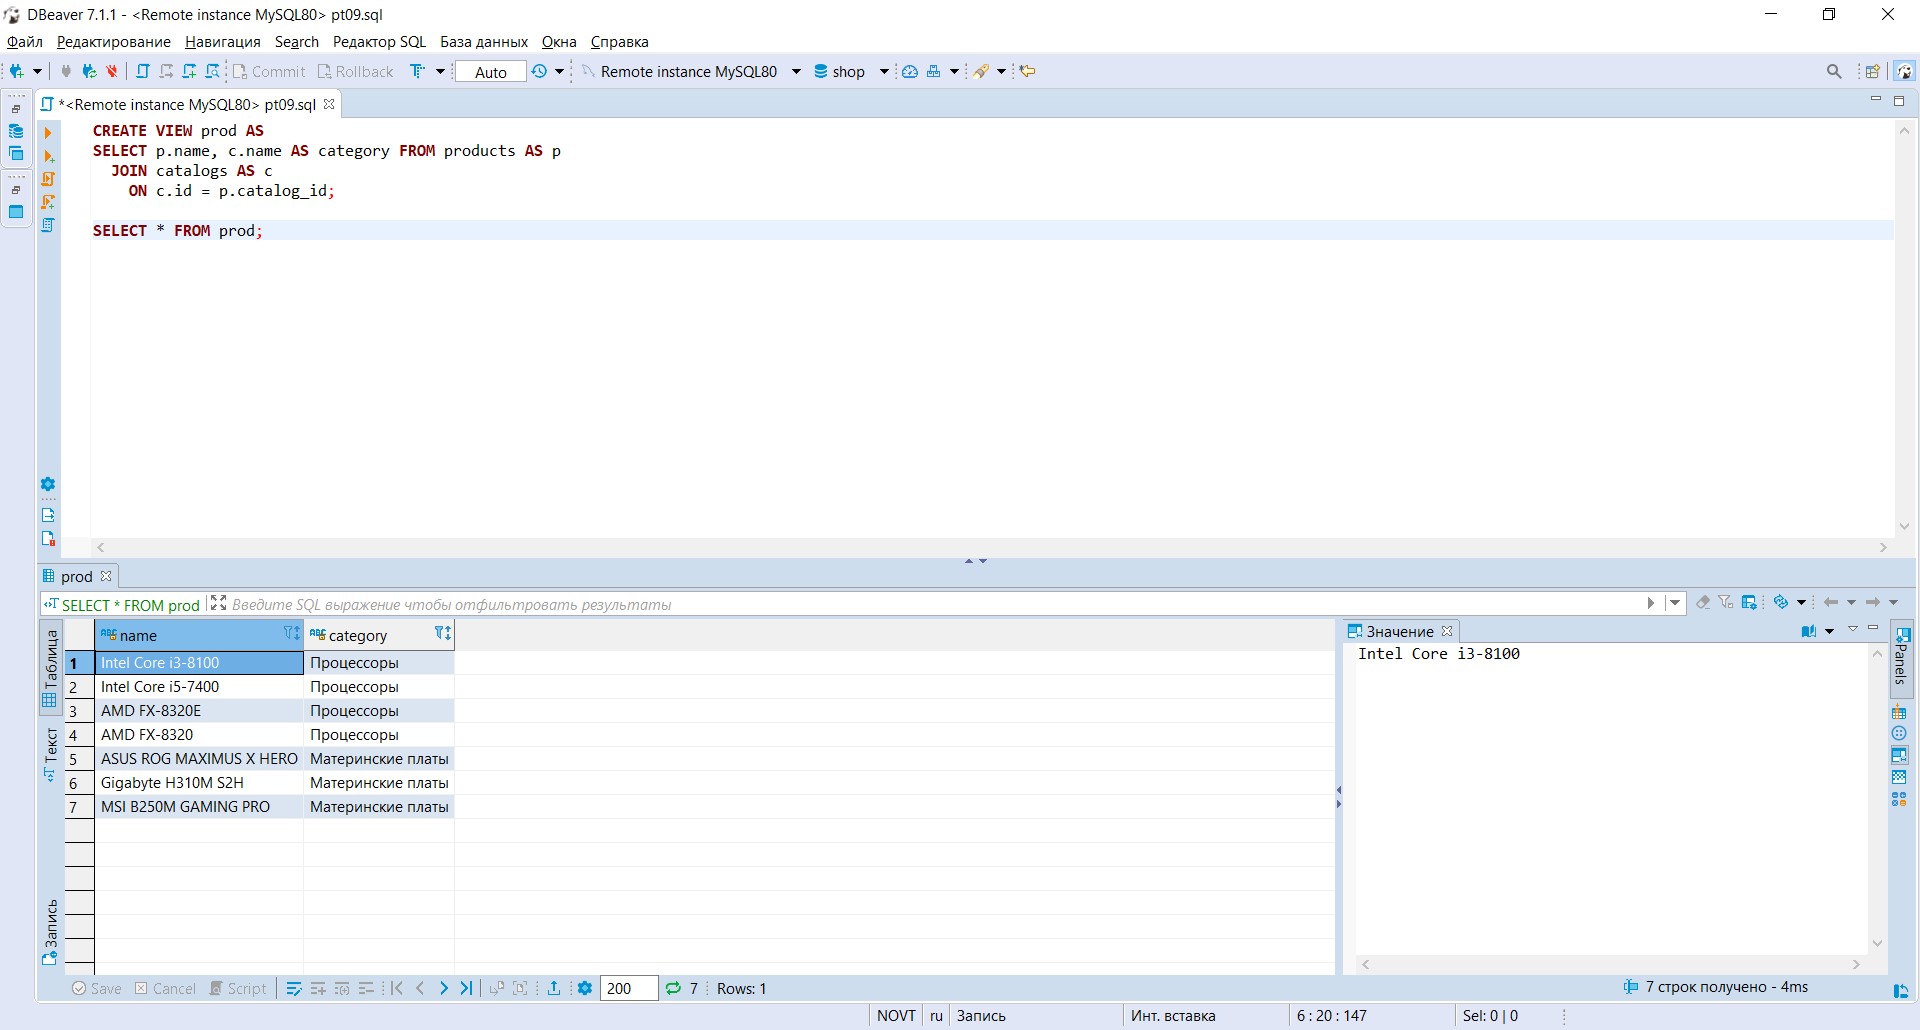 DBeaver 7.1.1 - <Remote instance MySQL80> pt09.sql
Файл Редактирование Навигация Search Редактор SQL База данных Окна Справка
Commit Rollback Auto Remote instance MySQL80 shop
*<Remote instance MySQL80> pt09.sql
CREATE VIEW prod AS
SELECT p.name, c.name AS category FROM products AS p
JOIN catalogs AS c
ON c.id = p.catalog_id;
SELECT * FROM prod;
prod
SELECT * FROM prod Введите SQL выражение чтобы отфильтровать результаты
Таблица
Текст
Запись
name category
1 Intel Core i3-8100 Процессоры
2 Intel Core i5-7400 Процессоры
3 AMD FX-8320E Процессоры
4 AMD FX-8320 Процессоры
5 ASUS ROG MAXIMUS X HERO Материнские платы
6 Gigabyte H310M S2H Материнские платы
7 MSI B250M GAMING PRO Материнские платы
Значение
Intel Core i3-8100
Panels
Save Cancel Script 200 7 Rows: 1
7 строк получено - 4ms
NOVT ru Запись Инт. вставка 6 : 20 : 147 Sel: 0 | 0